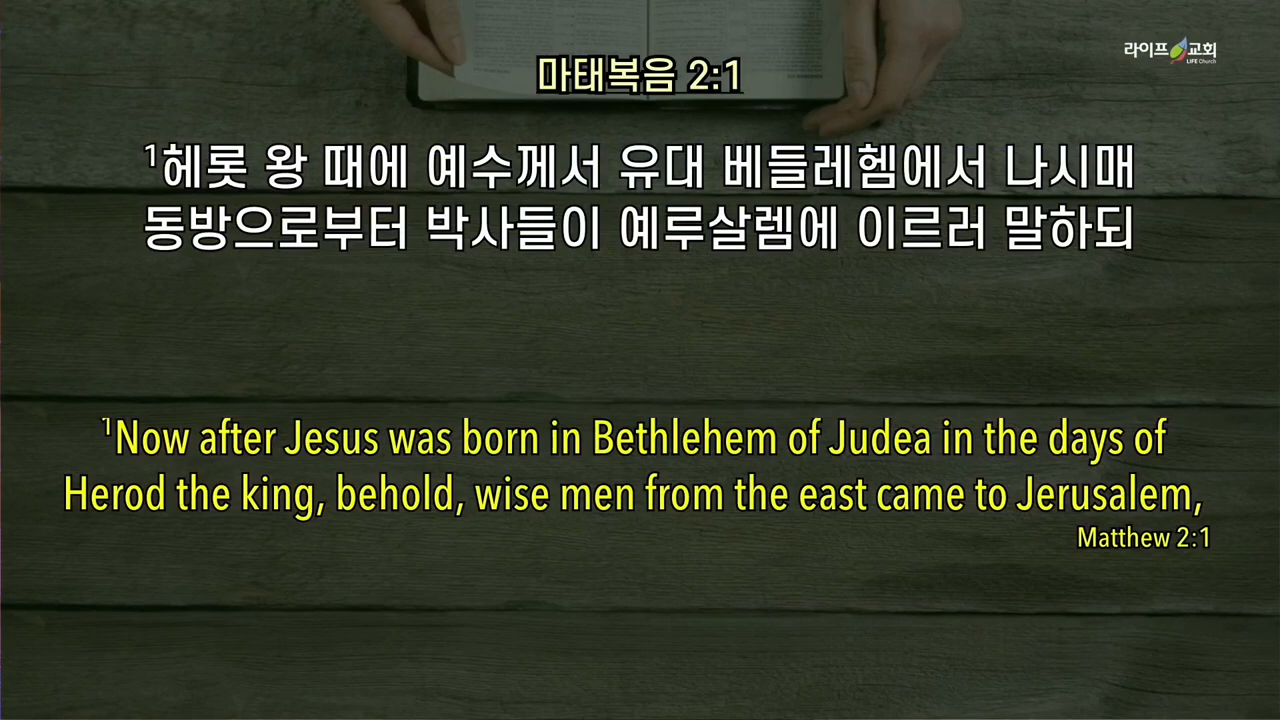 라이프 교회
LIFE Church
마태복음 2:1
¹헤롯 왕 때에 예수께서 유대 베들레헴에서 나시매
동방으로부터 박사들이 예루살렘에 이르러 말하되
¹Now after Jesus was born in Bethlehem of Judea in the days of
Herod the king, behold, wise men from the east came to Jerusalem,
Matthew 2:1